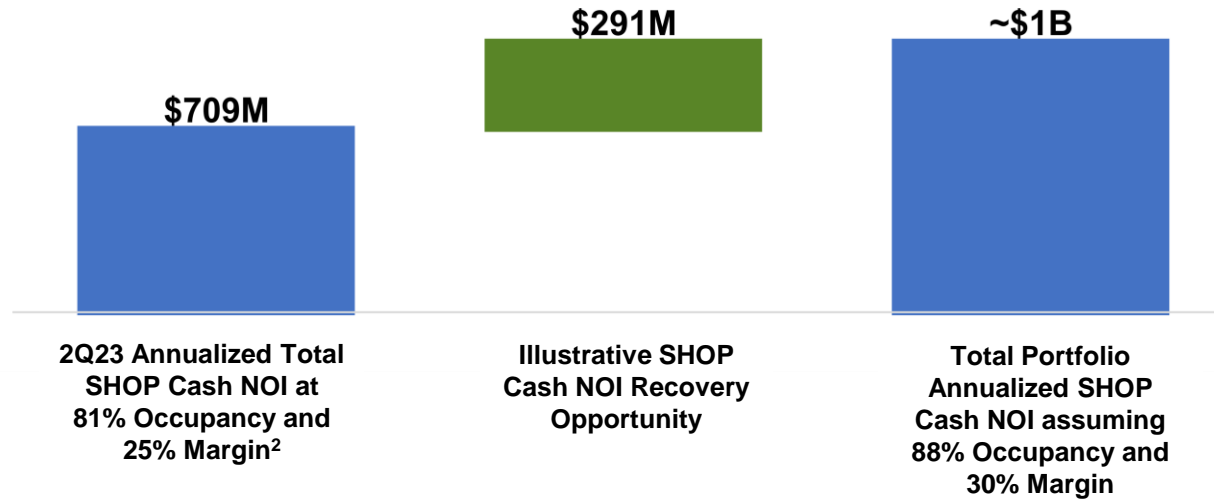 $709M
$291M
~$1B
2Q23 Annualized Total
SHOP Cash NOI at
81% Occupancy and
25% Margin²
Illustrative SHOP
Cash NOI Recovery
Opportunity
Total Portfolio
Annualized SHOP
Cash NOI assuming
88% Occupancy and
30% Margin